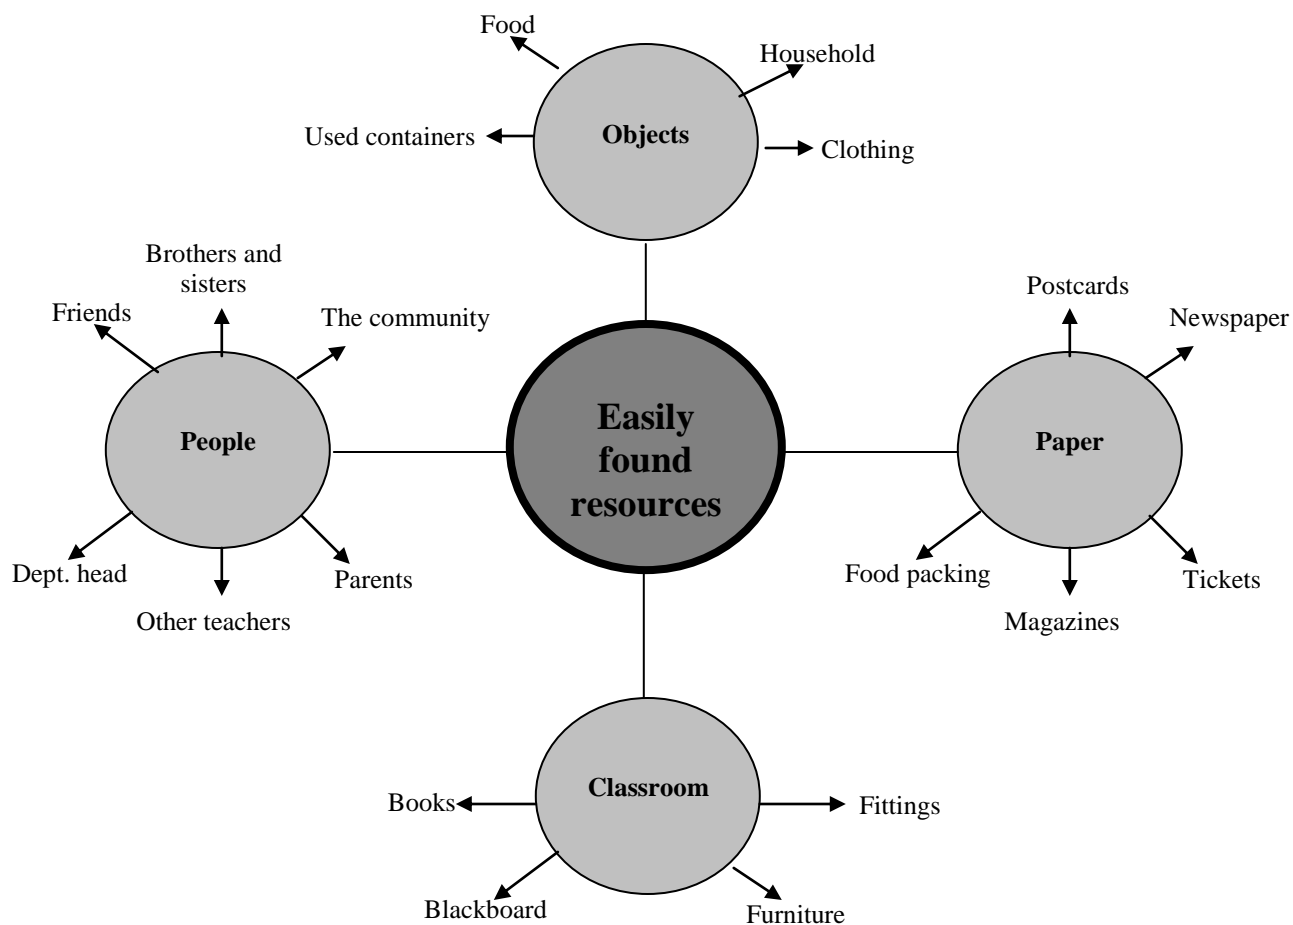 Food
Household
Used containers
Objects
Clothing
Brothers and
sisters
Friends
The community
People
Dept. head
Other teachers
Parents
Easily
found
resources
Postcards
Newspaper
Paper
Food packing
Magazines
Tickets
Classroom
Books
Fittings
Blackboard
Furniture